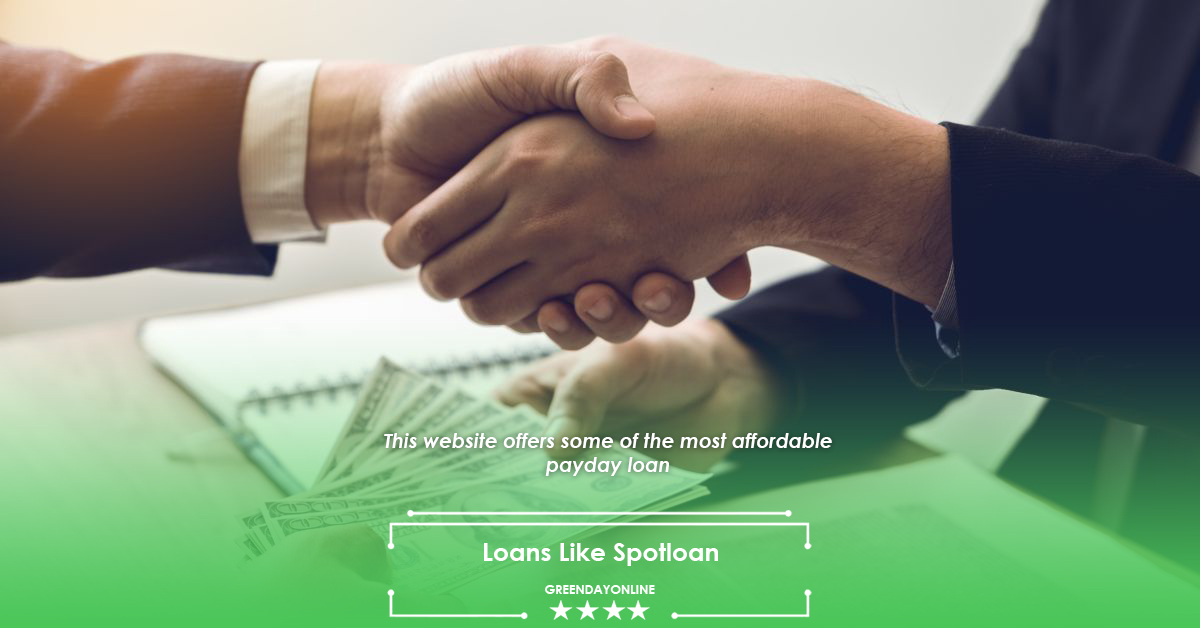 This website offers some of the most affordable
payday loan
Loans Like Spotloan
GREENDAYONLINE